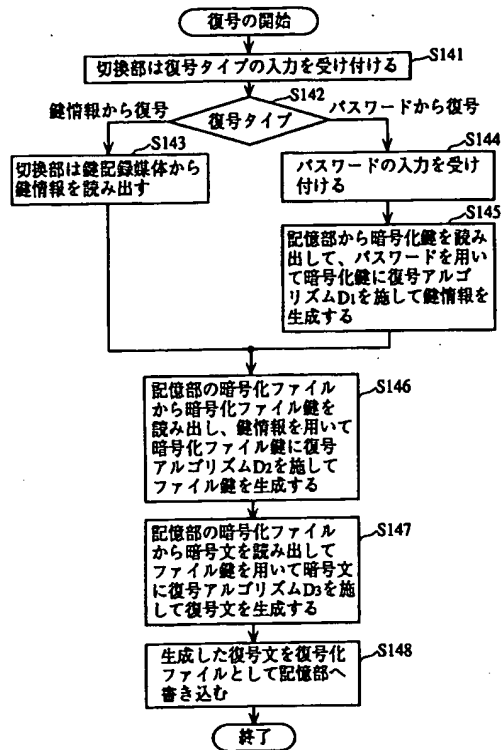 復号の開始
S141
切換部は復号タイプの入力を受け付ける
S142
鍵情報から復号
復号タイプ
パスワードから復号
S143
切換部は鍵記録媒体から
鍵情報を読み出す
S144
パスワードの入力を受け
付ける
S145
記憶部から暗号化鍵を読み
出して、パスワードを用い
て暗号化鍵に復号アルゴ
リズムD1を施して鍵情報を
生成する
S146
記憶部の暗号化ファイル
から暗号化ファイル鍵を
読み出し、鍵情報を用いて
暗号化ファイル鍵に復号
アルゴリズムD2を施して
ファイル鍵を生成する
S147
記憶部の暗号化ファイル
から暗号文を読み出して
ファイル鍵を用いて暗号文
に復号アルゴリズムD3を施
して復号文を生成する
S148
生成した復号文を復号化
ファイルとして記憶部へ
書き込む
終了